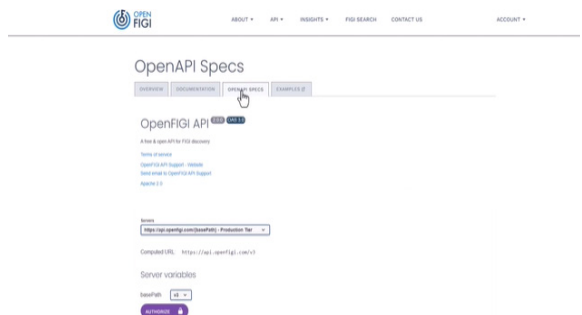 OPEN
FIGI
ABOUT
API
INSIGHTS
FIGI SEARCH
CONTACT US
ACCOUNT
OpenAPI Specs
OVERVIEW
DOCUMENTATION
OPENAPI SPECS
EXAMPLES
OpenFIGI API
A free & open API for FIGI discovery
Terms of service
OpenFIGI API Support - Website
Send email to OpenFIGI API Support
Apache 2.0
Servers
https://api.openfigi.com/{basePath} - Production Tier
Computed URL: https://api.openfigi.com/v3
Server variables
basePath
AUTHORIZE